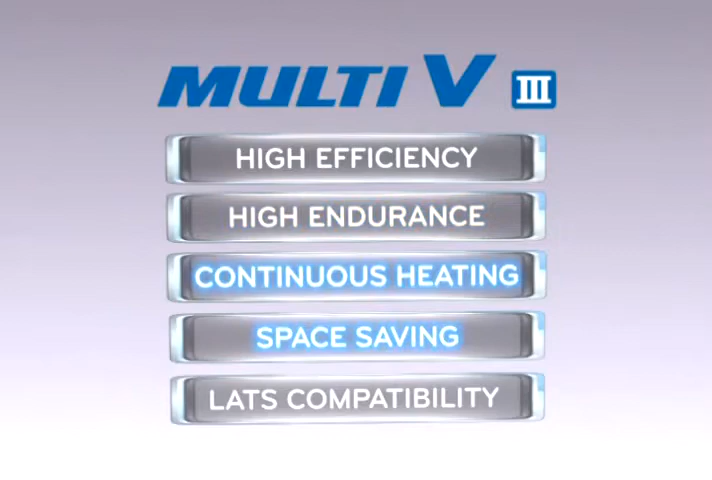 MULTI V III
HIGH EFFICIENCY
HIGH ENDURANCE
CONTINUOUS HEATING
SPACE SAVING
LATS COMPATIBILITY